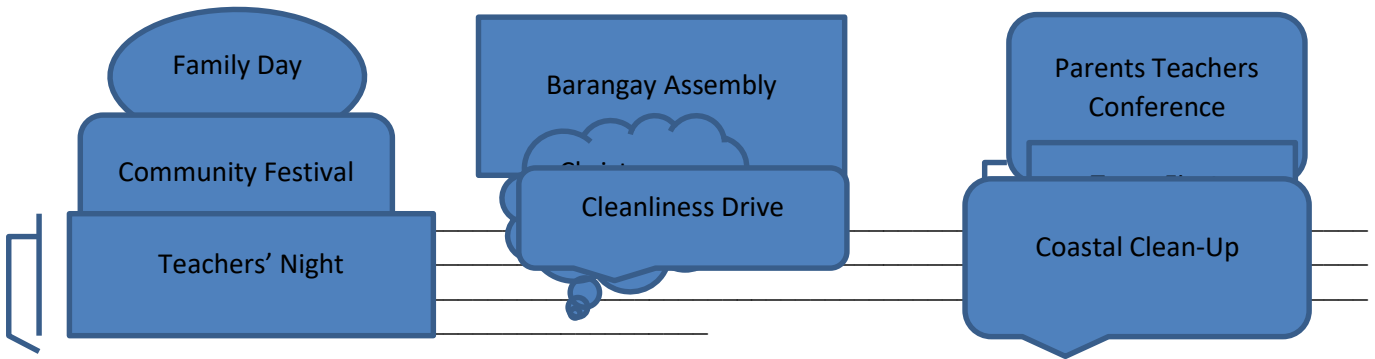 Family Day
Barangay Assembly
Parents Teachers
Conference
Community Festival
Cleanliness Drive
Teachers' Night
Coastal Clean-Up